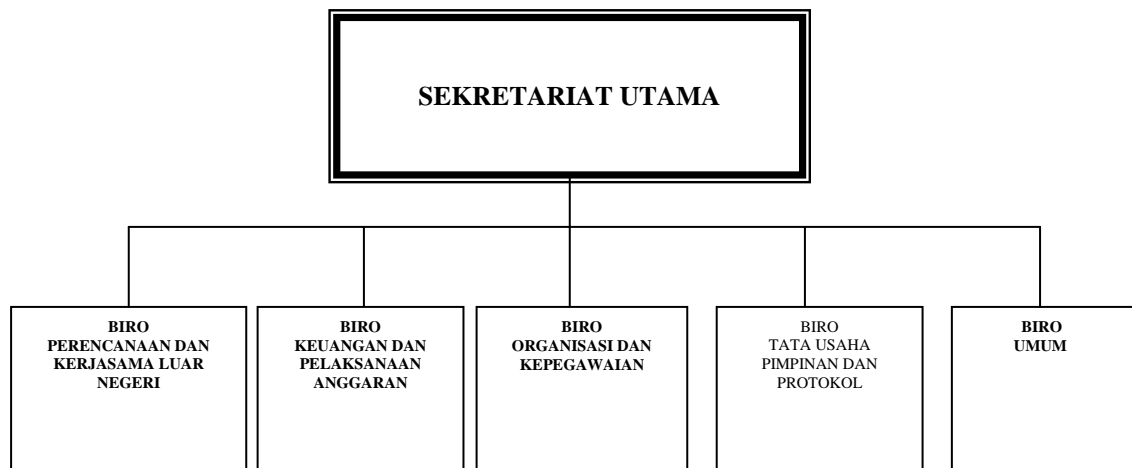 SEKRETARIAT UTAMA
BIRO
PERENCANAAN DAN
KERJASAMA LUAR
NEGERI
BIRO
KEUANGAN DAN
PELAKSANAAN
ANGGARAN
BIRO
ORGANISASI DAN
KEPEGAWAIAN
BIRO
TATA USAHA
PIMPINAN DAN
PROTOKOL
BIRO
UMUM